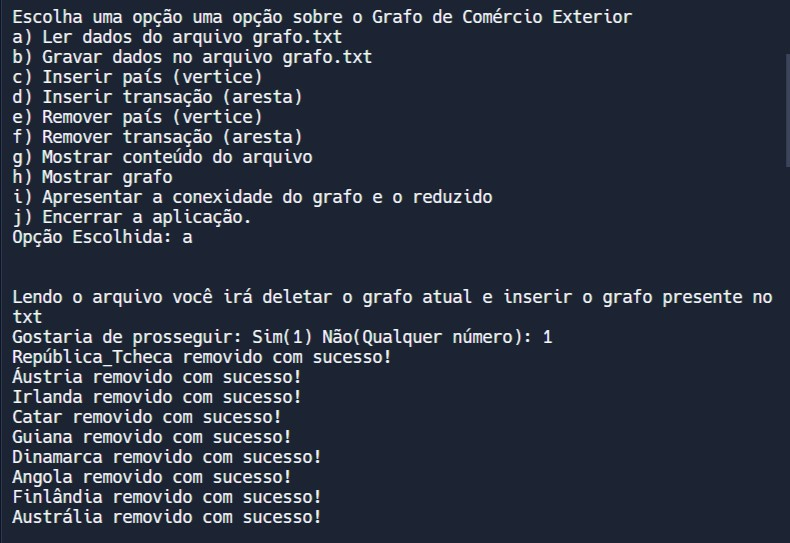 Escolha uma opção uma opção sobre o Grafo de Comércio Exterior
a) Ler dados do arquivo grafo.txt
b) Gravar dados no arquivo grafo.txt
c) Inserir país (vertice)
d) Inserir transação (aresta)
e) Remover país (vertice)
f) Remover transação (aresta)
g) Mostrar conteúdo do arquivo
h) Mostrar grafo
i) Apresentar a conexidade do grafo e o reduzido
j) Encerrar a aplicação.
Opção Escolhida: a
Lendo o arquivo você irá deletar o grafo atual e inserir o grafo presente no
txt
Gostaria de prosseguir: Sim(1) Não(Qualquer número): 1
República_Tcheca removido com sucesso!
Áustria removido com sucesso!
Irlanda removido com sucesso!
Catar removido com sucesso!
Guiana removido com sucesso!
Dinamarca removido com sucesso!
Angola removido com sucesso!
Finlândia removido com sucesso!
Austrália removido com sucesso!